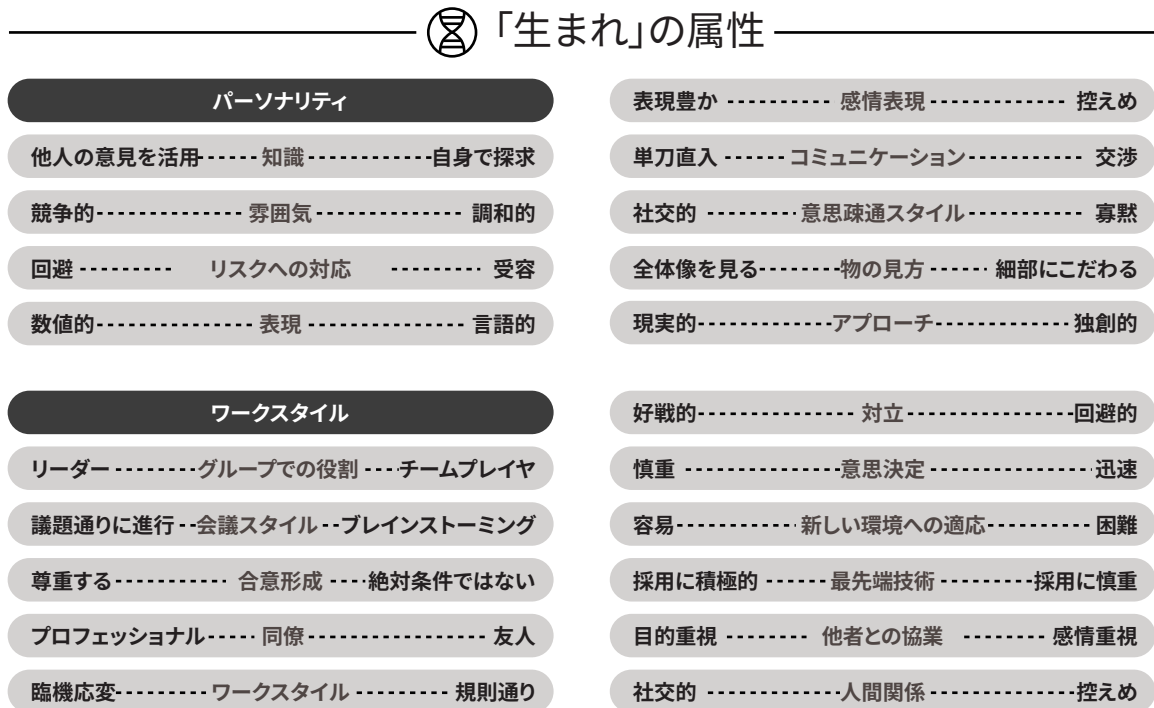 「生まれ」の属性
パーソナリティ
他人の意見を活用 知識 自身で探求
競争的 雰囲気 調和的
回避 リスクへの対応 受容
数値的 表現 言語的
表現豊か 感情表現 控えめ
単刀直入 コミュニケーション 交渉
社交的 意思疎通スタイル 寡黙
全体像を見る 物の見方 細部にこだわる
現実的 アプローチ 独創的
ワークスタイル
リーダー グループでの役割 チームプレイヤ
議題通りに進行 会議スタイル ブレインストーミング
尊重する 合意形成 絶対条件ではない
プロフェッショナル 同僚 友人
臨機応変 ワークスタイル 規則通り
好戦的 対立 回避的
慎重 意思決定 迅速
容易 新しい環境への適応 困難
採用に積極的 最先端技術 採用に慎重
目的重視 他者との協業 感情重視
社交的 人間関係 控えめ